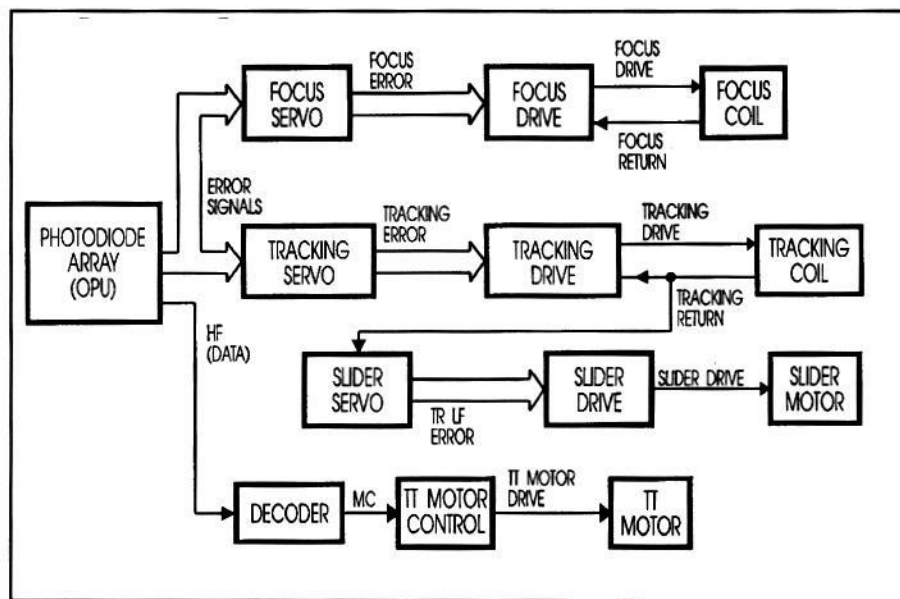 FOCUS
ERROR
FOCUS
DRIVE
FOCUS
SERVO
FOCUS
DRIVE
FOCUS
COIL
FOCUS
RETURN
ERROR
SIGNALS
PHOTODIODE
ARRAY
(OPU)
TRACKING
ERROR
TRACKING
DRIVE
TRACKING
SERVO
TRACKING
DRIVE
TRACKING
COIL
TRACKING
RETURN
HF
(DATA)
SLIDER
SERVO
TR LF
ERROR
SLIDER
DRIVE
SLIDER DRIVE
SLIDER
MOTOR
DECODER
MC
TT MOTOR
CONTROL
TT MOTOR
DRIVE
TT
MOTOR